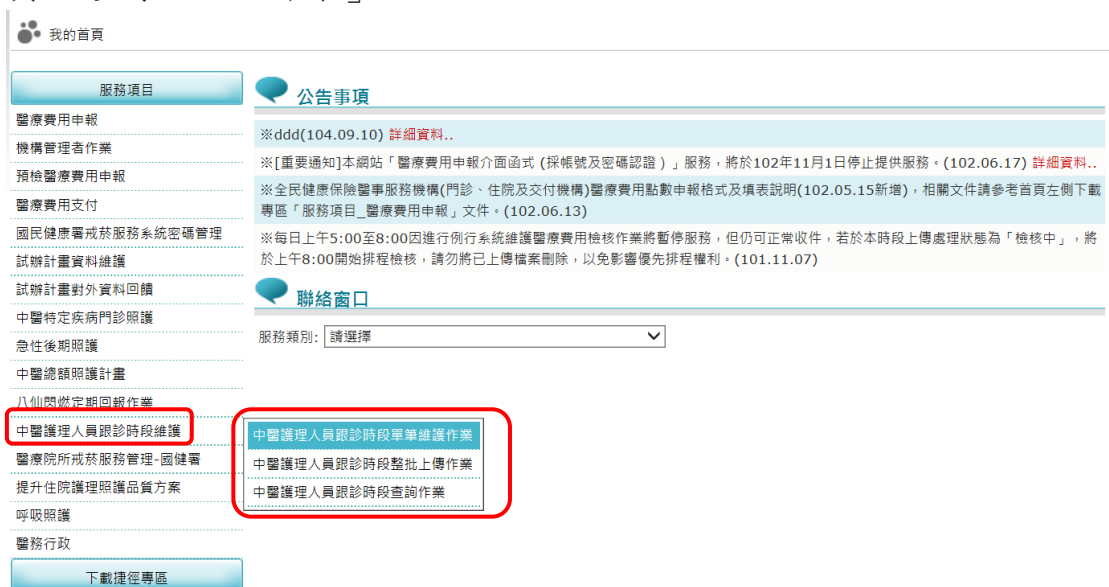 我的首頁
服務項目
醫療費用申報
機構管理者作業
預檢醫療費用申報
醫療費用支付
國民健康署戒菸服務系統密碼管理
試辦計畫資料維護
試辦計畫對外資料回饋
中醫特定疾病門診照護
急性後期照護
中醫總額照護計畫
八仙閃燃定期回報作業
中醫護理人員跟診時段維護
醫療院所戒菸服務管理-國健署
提升住院護理照護品質方案
呼吸照護
醫務行政
下載捷徑專區
公告事項
※ddd(104.09.10) 詳細資料..
※[重要通知]本網站「醫療費用申報介面函式 (採帳號及密碼認證 ) 」服務，將於102年11月1日停止提供服務。(102.06.17) 詳細資料..
※全民健康保險醫事服務機構(門診、住院及交付機構)醫療費用點數申報格式及填表說明(102.05.15新增)，相關文件請參考首頁左側下載
專區「服務項目_醫療費用申報」文件。(102.06.13)
※每日上午5:00至8:00因進行例行系統維護醫療費用檢核作業將暫停服務，但仍可正常收件，若於本時段上傳處理狀態為「檢核中」，將
於上午8:00開始排程檢核，請勿將已上傳檔案刪除，以免影響優先排程權利。(101.11.07)
聯絡窗口
服務類別: 請選擇
中醫護理人員跟診時段單筆維護作業
中醫護理人員跟診時段整批上傳作業
中醫護理人員跟診時段查詢作業